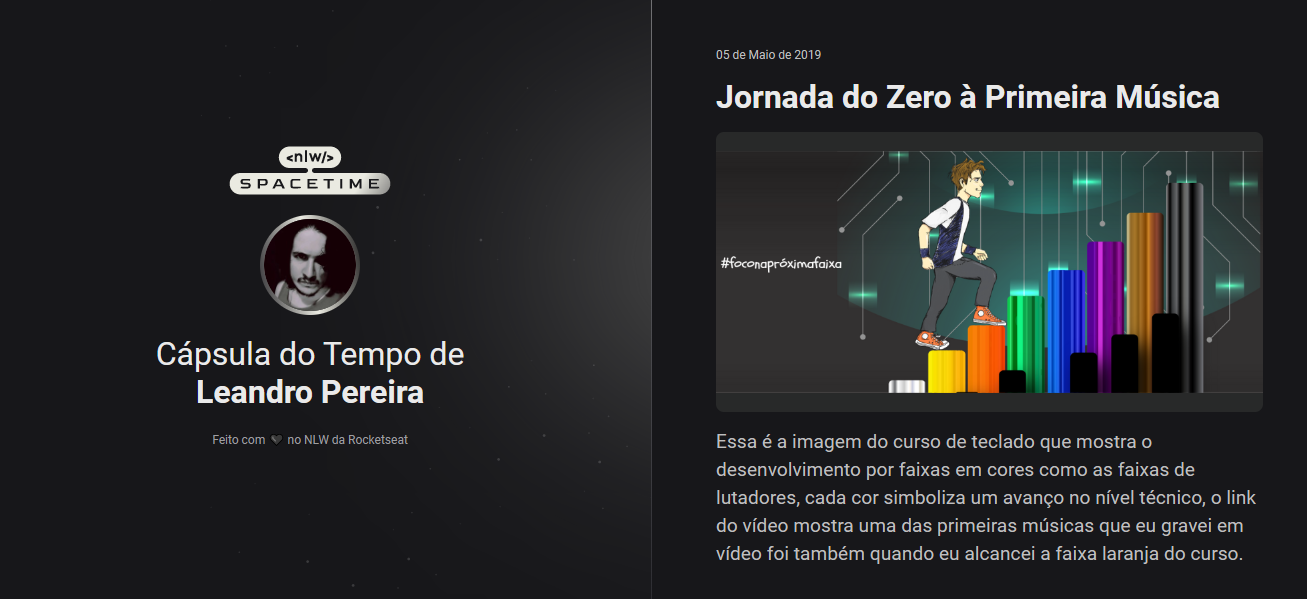 <nlw/>
SPACETIME
Cápsula do Tempo de
Leandro Pereira
Feito com 🖤 no NLW da Rocketseat
05 de Maio de 2019
Jornada do Zero à Primeira Música
#foconapróximafaixa
Essa é a imagem do curso de teclado que mostra o
desenvolvimento por faixas em cores como as faixas de
lutadores, cada cor simboliza um avanço no nível técnico, o link
do vídeo mostra uma das primeiras músicas que eu gravei em
vídeo foi também quando eu alcancei a faixa laranja do curso.